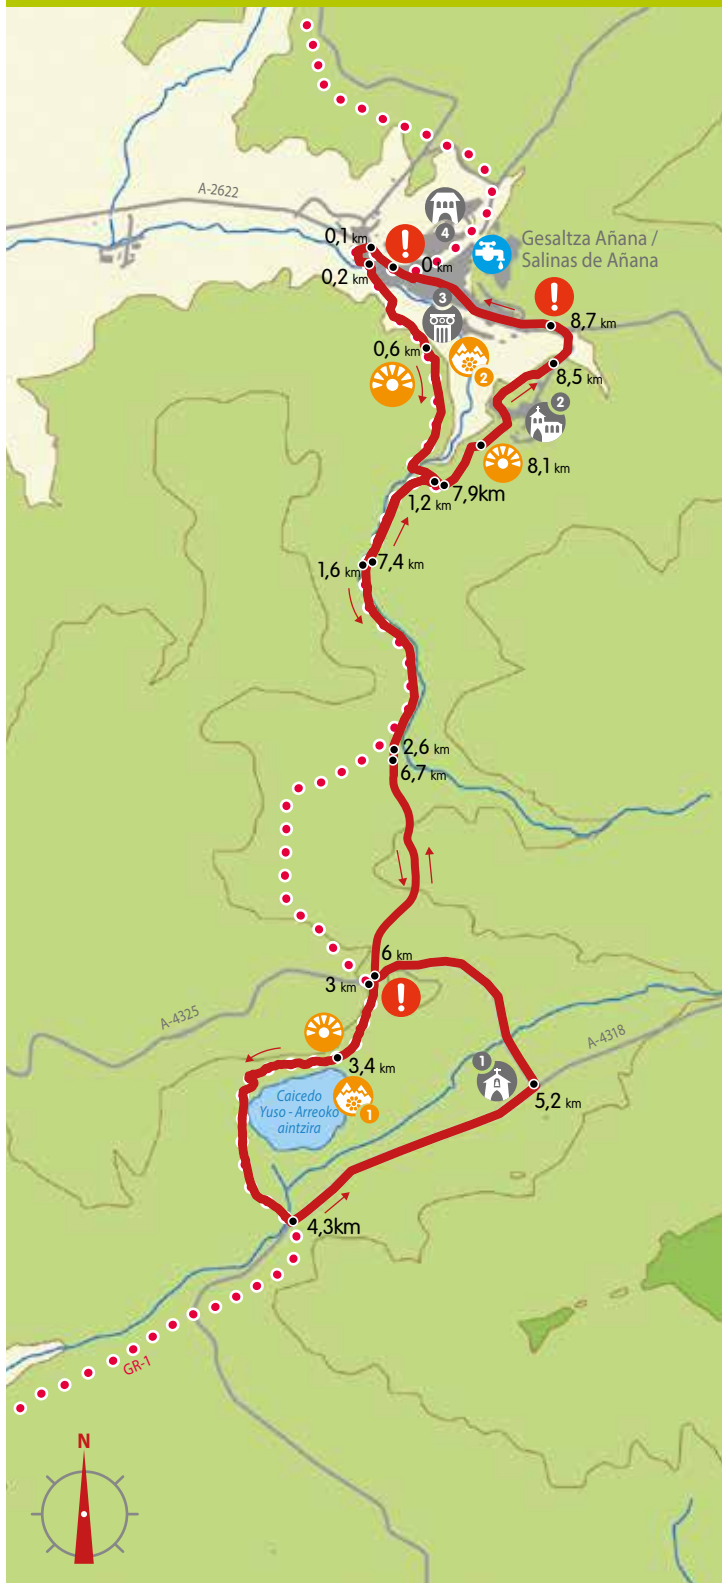 A-2622
4
0,1 km
!
0 km
Gesaltza Añana /
Salinas de Añana
0,2 km
3
!
8,7 km
0,6 km
2
8,5 km
2
8,1 km
1,2 km
7,9km
1,6 km
7,4 km
2,6 km
6,7 km
6 km
3 km
!
A-4325
A-4318
3,4 km
1
Caicedo
Yuso - Arreoko
aintzira
1
5,2 km
4,3km
GR-1
N